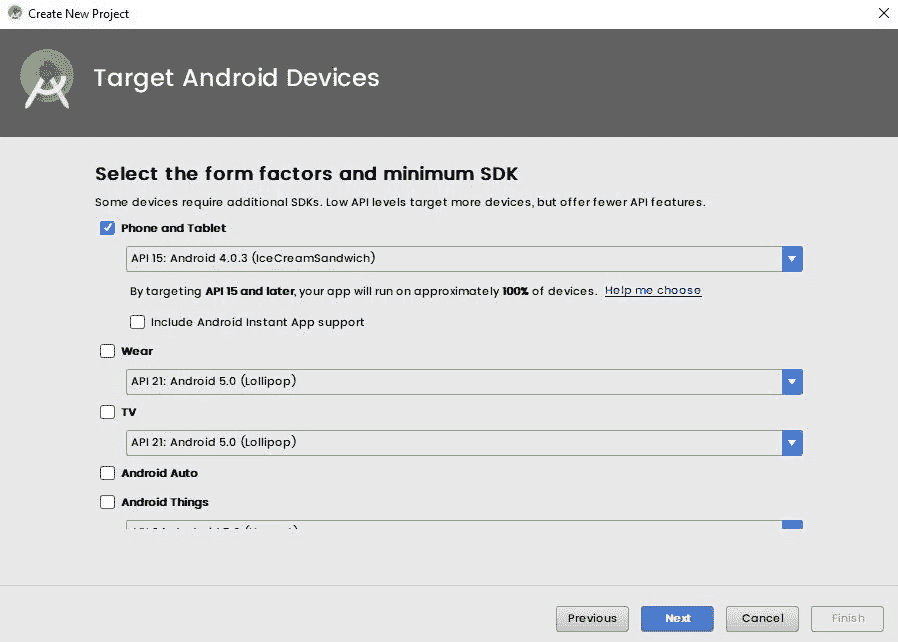 Create New Project
Target Android Devices
Select the form factors and minimum SDK
Some devices require additional SDKs. Low API levels target more devices, but offer fewer API features.
Phone and Tablet
API 15: Android 4.0.3 (IceCreamSandwich)
By targeting API 15 and later, your app will run on approximately 100% of devices. Help me choose
Include Android Instant App support
Wear
API 21: Android 5.0 (Lollipop)
TV
API 21: Android 5.0 (Lollipop)
Android Auto
Android Things
Previous Next Cancel Finish